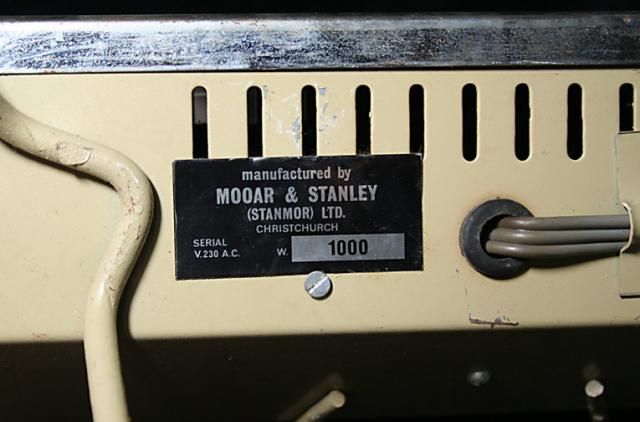 manufactured by
MOOAR & STANLEY
(STANMOR) LTD.
CHRISTCHURCH
SERIAL
V.230 A.C. W. 1000